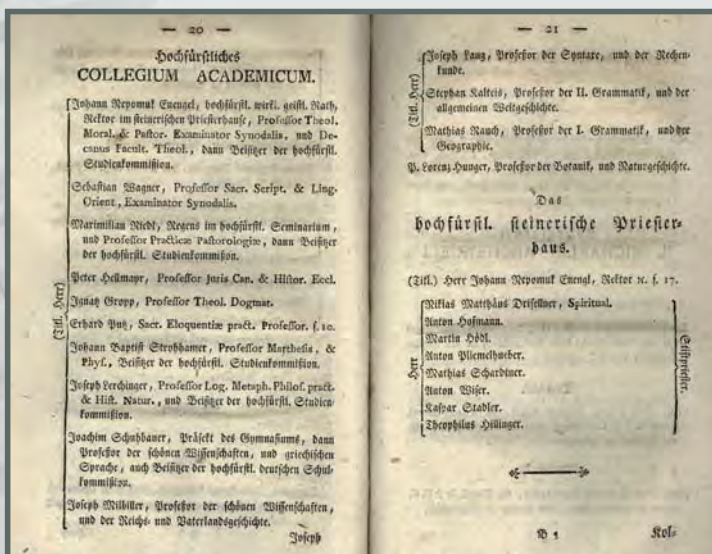 — 20 —
Hochfürstliches
COLLEGIUM ACADEMICUM.
(Titl. Herr)
Johann Nepomuk Enengel, hochfürstl. wirkl. geistl. Rath,
Rektor im steinerischen Priesterhause, Professor Theol.
Moral. & Pastor. Examinator Synodalis, und De-
canus Facult. Theol., dann Beisitzer der hochfürstl.
Studienkommißion.
Sebastian Wagner, Professor Sacr. Script. & Ling.
Orient, Examinator Synodalis.
Maximilian Riedl, Regens im hochfürstl. Seminarium,
und Professor Practicæ Pastorologiæ, dann Beisitzer
der hochfürstl. Studienkommißion.
Peter Hellmayr, Professor Juris Can. & Histor. Eccl.
Ignatz Gropp, Professor Theol. Dogmat.
Erhard Putz, Sacr. Eloquentiæ pract. Professor. s. 10.
Johann Baptist Strohhamer, Professor Mathesis, &
Phys., Beisitzer der hochfürstl. Studienkommißion.
Joseph Lerchinger, Professor Log. Metaph. Philos. pract.
& Hist. Natur., und Beisitzer der hochfürstl. Studien-
kommißion.
Joachim Schuhbauer, Präfekt des Gymnasiums, dann
Professor der schönen Wissenschaften, und griechischen
Sprache, auch Beisitzer der hochfürstl. deutschen Schul-
kommißion.
Joseph Milbiller, Professor der schönen Wissenschaften,
und der Reichs- und Vaterlandsgeschichte.
Joseph
— 21 —
(Titl. Herr)
Joseph Lang, Professor der Syntaxe, und der Rechen-
kunde.
Stephan Kalteis, Professor der II. Grammatik, und der
allgemeinen Weltgeschichte.
Mathias Rauch, Professor der I. Grammatik, und der
Geographie.
P. Lorenz Hunger, Professor der Botanik, und Naturgeschichte.
Das
hochfürstl. steinerische Priester-
haus.
(Titl.) Herr Johann Nepomuk Enengl, Rektor rc. s. 17.
Herr
Niklas Matthäus Drifellner, Spiritual.
Anton Hofmann.
Martin Hödl.
Anton Pliemelhueber.
Mathias Schardiner.
Anton Wiser.
Kaspar Stadler.
Theophilus Hillinger.
Stiftpriester.
Kol-